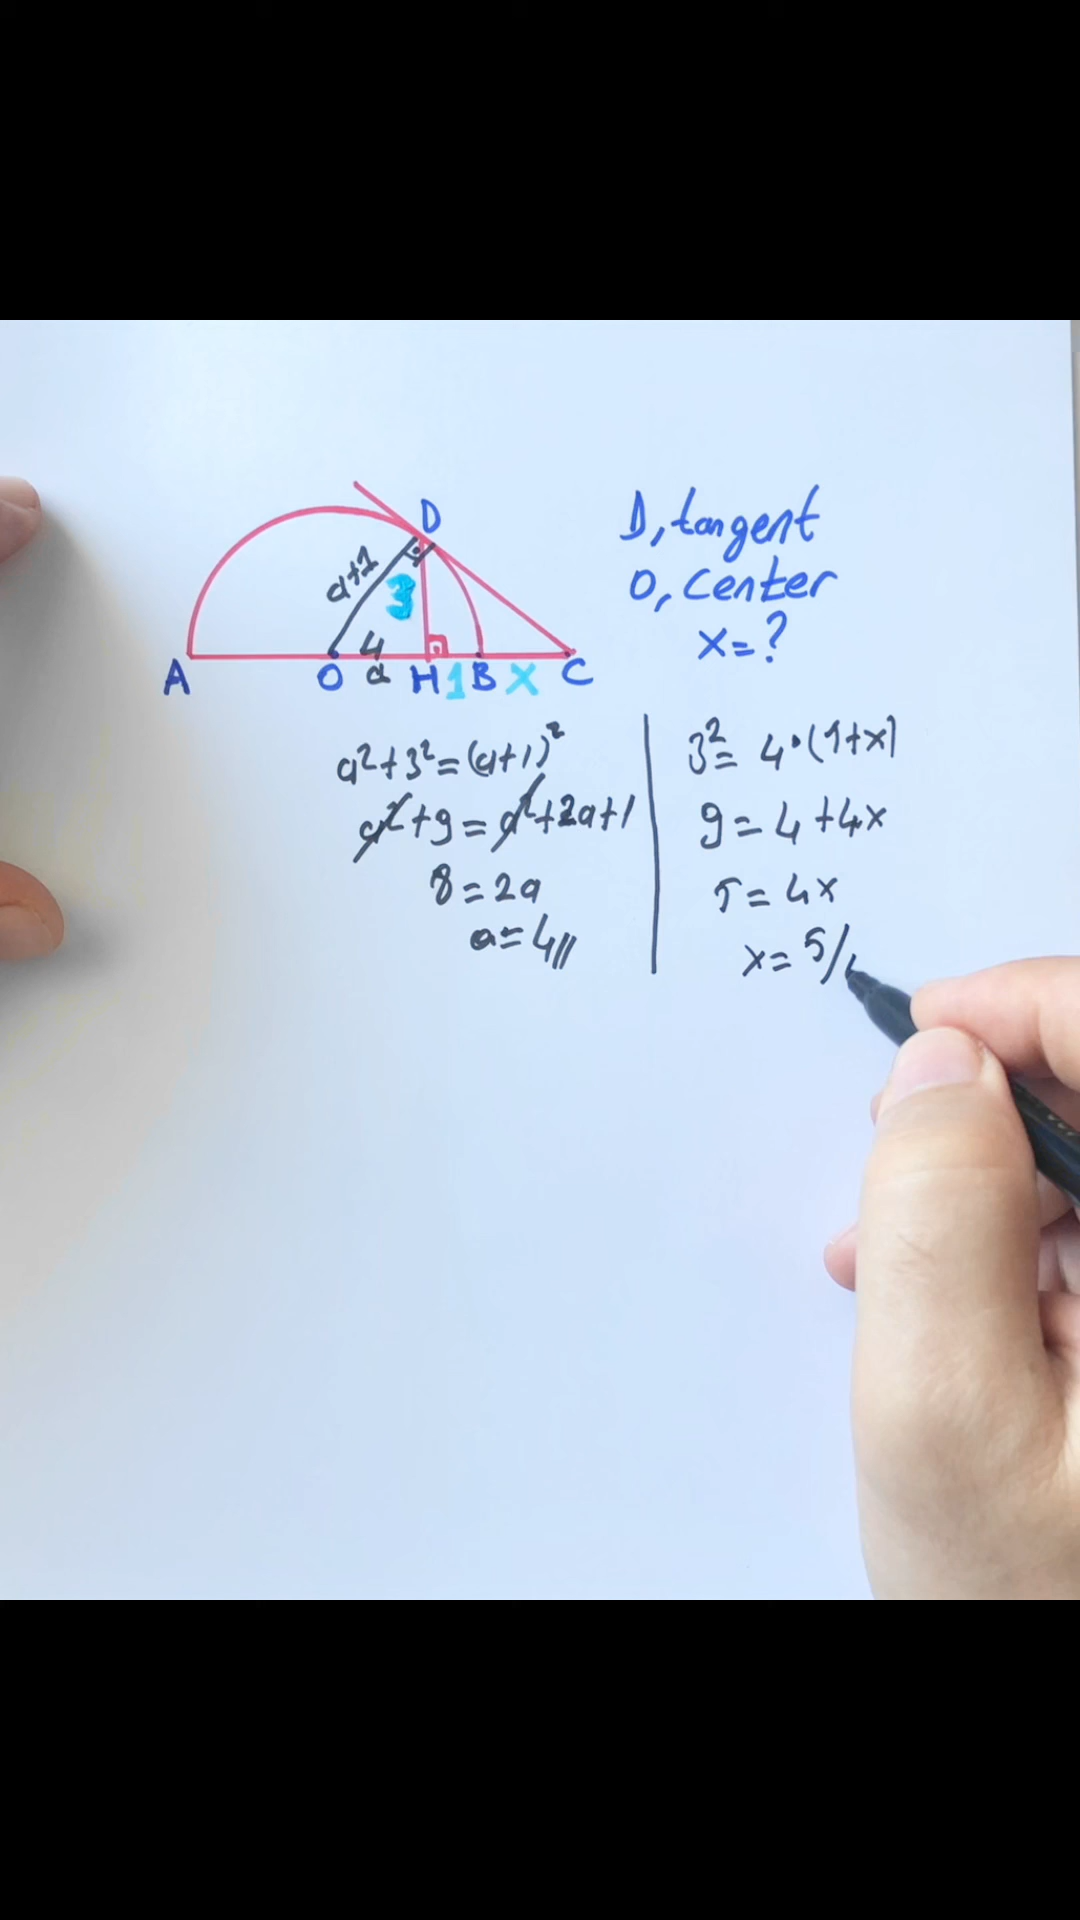 D, tangent
O, center
x = ?
D
a+1
3
4
A O a H 1 B x C
a² + 3² = (a+1)²
a² + 9 = a² + 2a + 1
8 = 2a
a = 4//
3² = 4·(1+x)
9 = 4 + 4x
5 = 4x
x = 5/